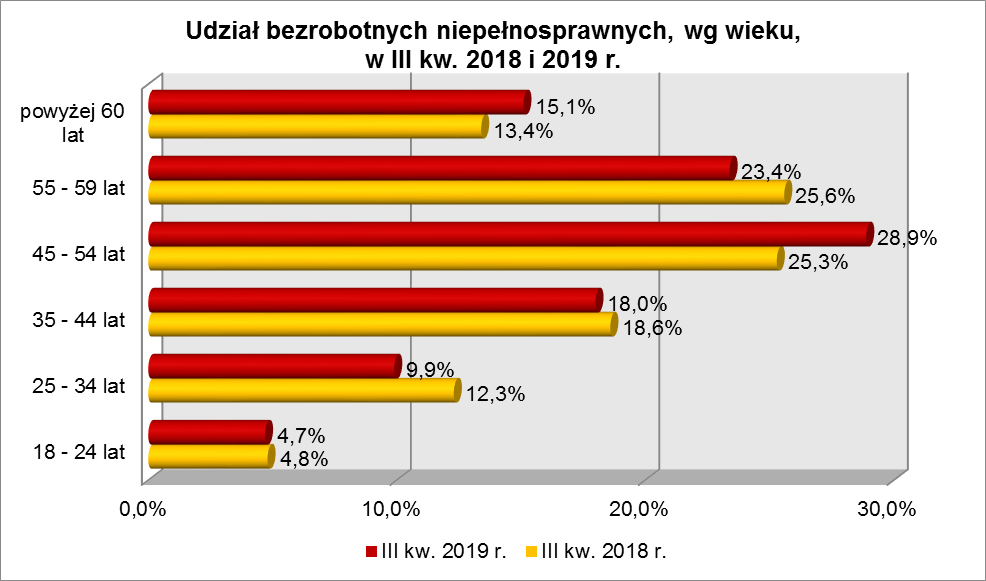 Udział bezrobotnych niepełnosprawnych, wg wieku,
w III kw. 2018 i 2019 r.
powyżej 60
lat
15,1%
13,4%
55 - 59 lat
23,4%
25,6%
45 - 54 lat
28,9%
25,3%
35 - 44 lat
18,0%
18,6%
25 - 34 lat
9,9%
12,3%
18 - 24 lat
4,7%
4,8%
0,0% 10,0% 20,0% 30,0%
III kw. 2019 r. III kw. 2018 r.